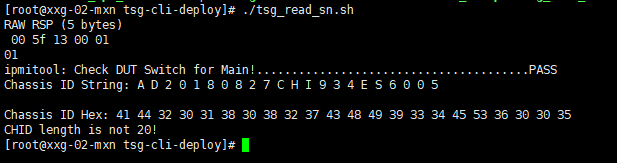 [root@xxg-02-mxn tsg-cli-deploy]# ./tsg_read_sn.sh
RAW RSP (5 bytes)
00 5f 13 00 01
01
ipmitool: Check DUT Switch for Main!.......................................PASS
Chassis ID String: A D 2 0 1 8 0 8 2 7 C H I 9 3 4 E S 6 0 0 5

Chassis ID Hex: 41 44 32 30 31 38 30 38 32 37 43 48 49 39 33 34 45 53 36 30 30 35
CHID length is not 20!
[root@xxg-02-mxn tsg-cli-deploy]#